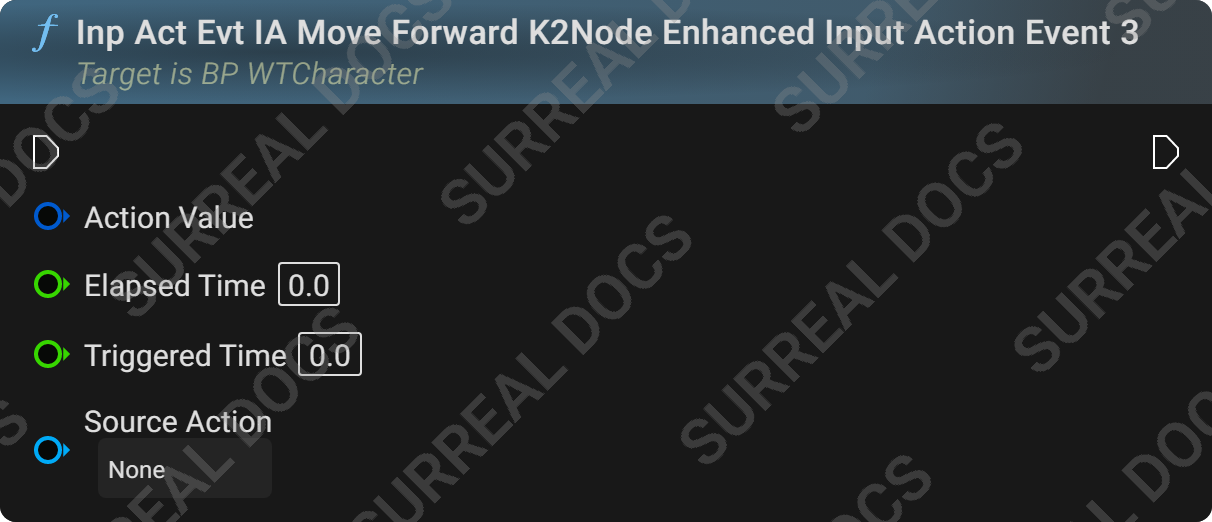 Inp Act Evt IA Move Forward K2Node Enhanced Input Action Event 3
Target is BP WTCharacter
Action Value
Elapsed Time 0.0
Triggered Time 0.0
Source Action
None
SURREAL DOCS
SURREAL DOCS
SURREAL DOCS
SURREAL DOCS
SURREAL DOCS
SURREAL DOCS